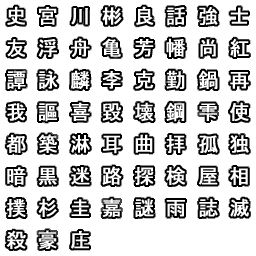 史宮川彬良話強士
友浮舟亀芳幡尚紅
譚詠麟李克勤鍋再
我謳喜毀壊鋼雫使
都築淋耳曲拝孤独
暗黒迷路探検屋相
撲杉圭嘉謎雨誌滅
殺豪庄